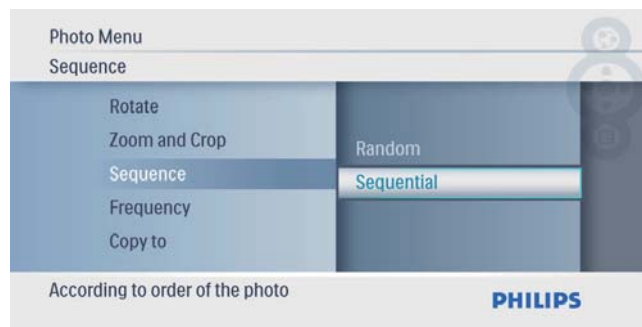 Photo Menu
Sequence
Rotate
Zoom and Crop
Sequence
Frequency
Copy to
Random
Sequential
According to order of the photo
PHILIPS